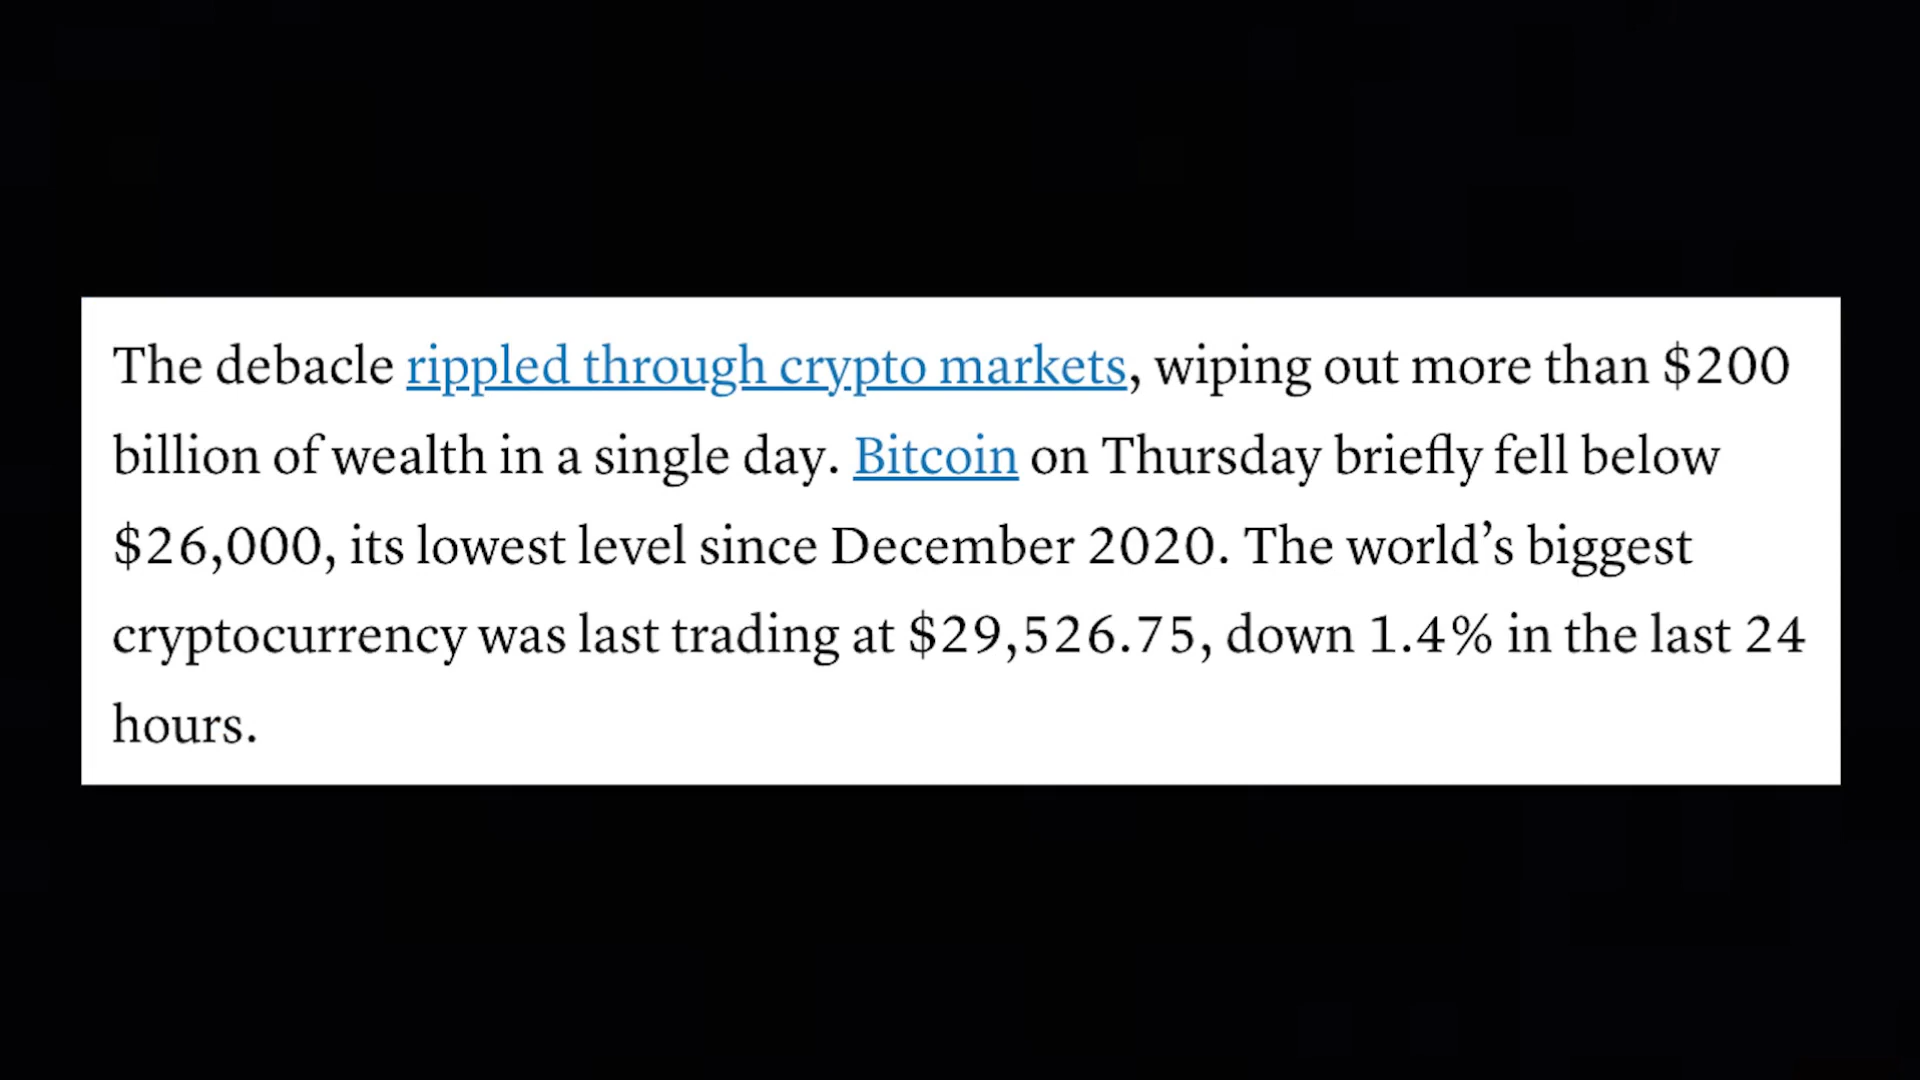 The debacle rippled through crypto markets, wiping out more than $200
billion of wealth in a single day. Bitcoin on Thursday briefly fell below
$26,000, its lowest level since December 2020. The world’s biggest
cryptocurrency was last trading at $29,526.75, down 1.4% in the last 24
hours.